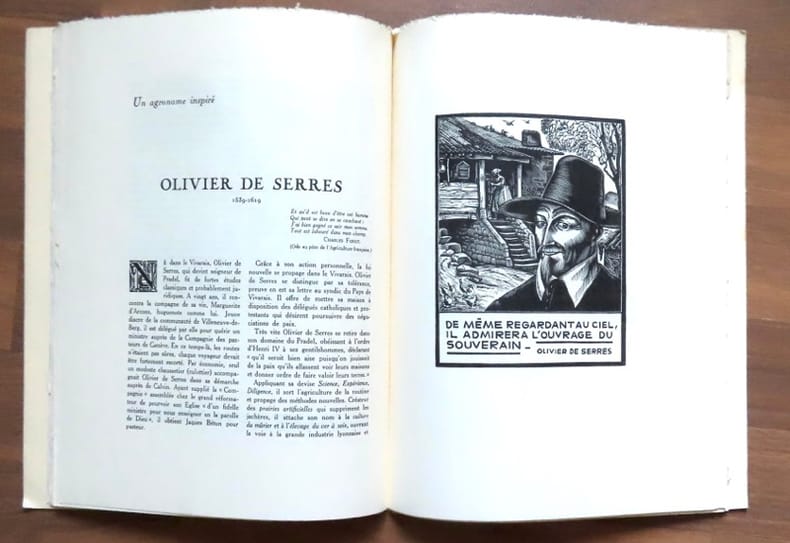 Un agronome inspiré
OLIVIER DE SERRES
1539-1619
Et qu'il est beau d'être cet homme
Qui peut se dire en se couchant :
J'ai bien gagné ce soir mon somme,
Tout est labouré dans mon champ.
CHARLES FORST.
(Ode au père de l'Agriculture française.)
NÉ dans le Vivarais, Olivier de
Serres, qui devint seigneur de
Pradel, fit de fortes études
classiques et probablement ju-
ridiques. A vingt ans, il ren-
contra la compagne de sa vie, Marguerite
d'Arcons, huguenote comme lui. Jeune
diacre de la communauté de Villeneuve-de-
Berg, il est délégué par elle pour quérir un
ministre auprès de la Compagnie des pas-
teurs de Genève. En ce temps-là, les routes
n'étaient pas sûres, chaque voyageur devait
être fortement escorté. Par économie, seul
un modeste chaussatier (culottier) accompa-
gnait Olivier de Serres dans sa démarche
auprès de Calvin. Ayant supplié la « Com-
pagnie » assemblée chez le grand réforma-
teur de pourvoir son Eglise « d'un fidelle
ministre pour nous enseigner en la parolle
de Dieu », il obtient Jaques Bétun pour
pasteur.
Grâce à son action personnelle, la foi
nouvelle se propage dans le Vivarais. Olivier
de Serres se distingue par sa tolérance,
preuve en est sa lettre au syndic du Pays de
Vivarais. Il offre de mettre sa maison à
disposition des délégués catholiques et pro-
testants qui désirent poursuivre des négo-
ciations de paix.
Très vite Olivier de Serres se retire dans
son domaine du Pradel, obéissant à l'ordre
d'Henri IV à ses gentilshommes, déclarant
« qu'il seroit bien aise puisqu'on jouissoit
de la paix qu'ils allassent voir leurs maisons
et donner ordre de faire valoir leurs terres. »
Appliquant sa devise Science, Expérience,
Diligence, il sort l'agriculture de la routine
et propage des méthodes nouvelles. Créateur
des prairies artificielles qui suppriment les
jachères, il attache son nom à la culture
du mûrier et à l'élevage du ver à soie, ouvrant
la voie à la grande industrie lyonnaise et
DE MÊME REGARDANT AU CIEL,
IL ADMIRERA L'OUVRAGE DU
SOUVERAIN – OLIVIER DE SERRES